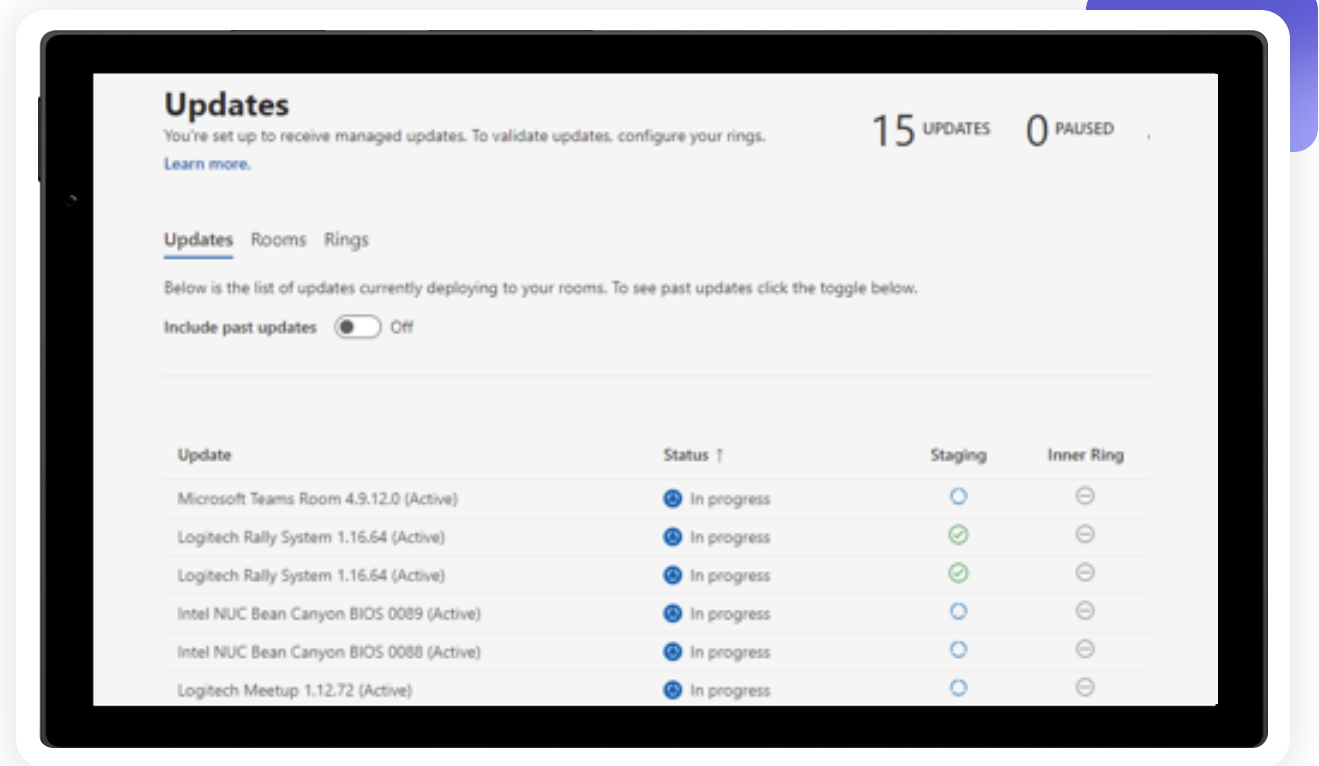 Updates
You're set up to receive managed updates. To validate updates, configure your rings.
Learn more.
15 UPDATES 0 PAUSED
Updates Rooms Rings
Below is the list of updates currently deploying to your rooms. To see past updates click the toggle below.
Include past updates Off
Update Status ↑ Staging Inner Ring
Microsoft Teams Room 4.9.12.0 (Active) In progress
Logitech Rally System 1.16.64 (Active) In progress
Logitech Rally System 1.16.64 (Active) In progress
Intel NUC Bean Canyon BIOS 0089 (Active) In progress
Intel NUC Bean Canyon BIOS 0088 (Active) In progress
Logitech Meetup 1.12.72 (Active) In progress